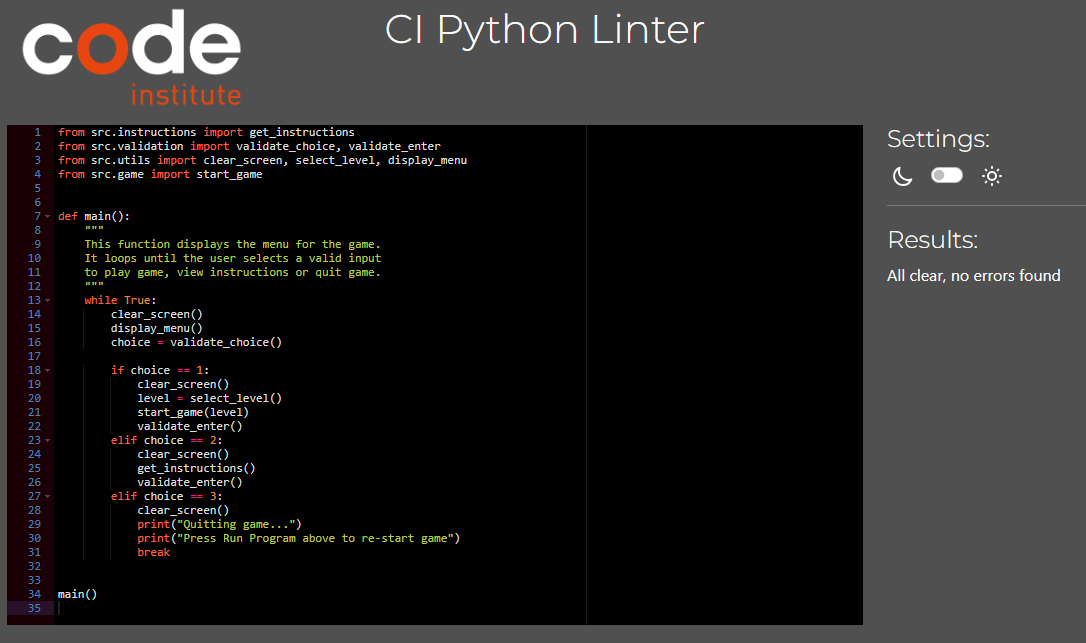 code
institute
CI Python Linter
1 from src.instructions import get_instructions
2 from src.validation import validate_choice, validate_enter
3 from src.utils import clear_screen, select_level, display_menu
4 from src.game import start_game
5
6
7 def main():
8     """
9     This function displays the menu for the game.
10     It loops until the user selects a valid input
11     to play game, view instructions or quit game.
12     """
13     while True:
14         clear_screen()
15         display_menu()
16         choice = validate_choice()
17
18         if choice == 1:
19             clear_screen()
20             level = select_level()
21             start_game(level)
22             validate_enter()
23         elif choice == 2:
24             clear_screen()
25             get_instructions()
26             validate_enter()
27         elif choice == 3:
28             clear_screen()
29             print("Quitting game...")
30             print("Press Run Program above to re-start game")
31             break
32
33
34 main()
35
Settings:
Results:
All clear, no errors found